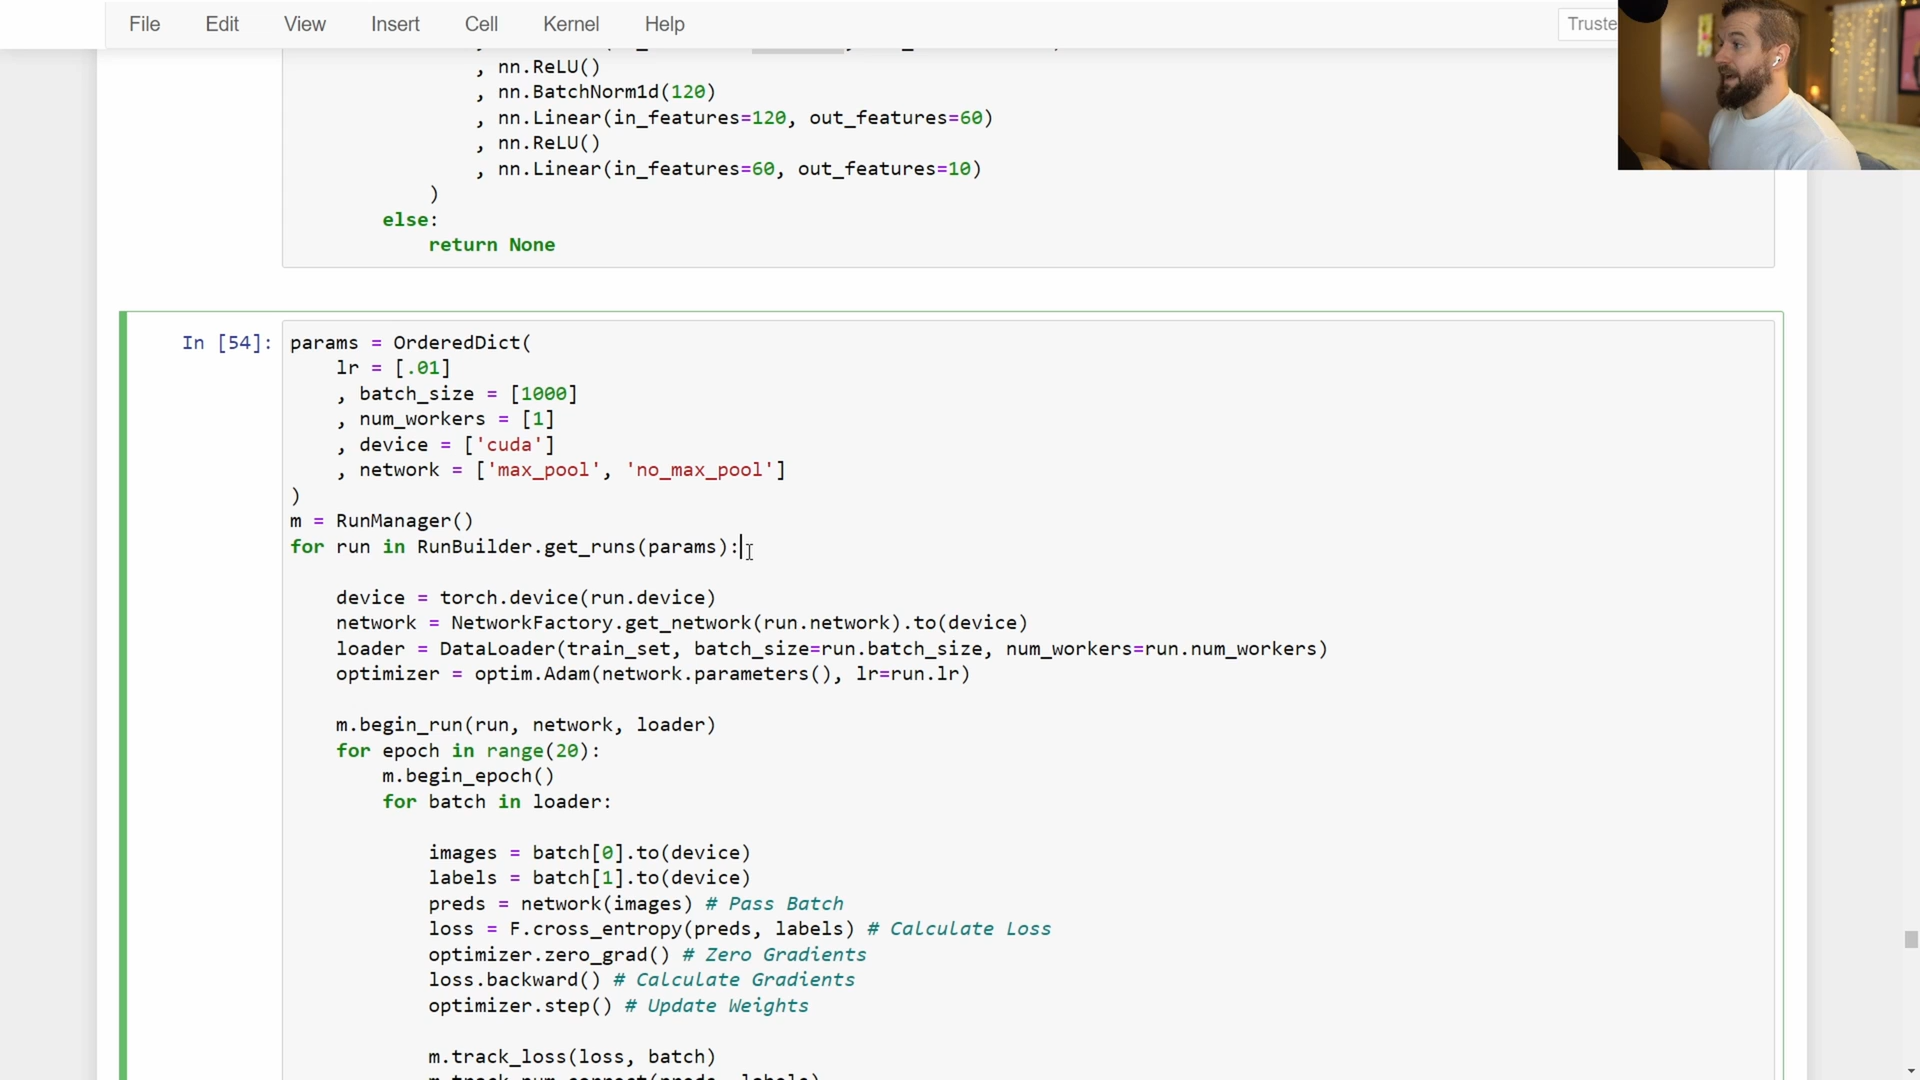 File Edit View Insert Cell Kernel Help Truste
, nn.ReLU()
, nn.BatchNorm1d(120)
, nn.Linear(in_features=120, out_features=60)
, nn.ReLU()
, nn.Linear(in_features=60, out_features=10)
)
else:
return None
In [54]: params = OrderedDict(
lr = [.01]
, batch_size = [1000]
, num_workers = [1]
, device = ['cuda']
, network = ['max_pool', 'no_max_pool']
)
m = RunManager()
for run in RunBuilder.get_runs(params):
device = torch.device(run.device)
network = NetworkFactory.get_network(run.network).to(device)
loader = DataLoader(train_set, batch_size=run.batch_size, num_workers=run.num_workers)
optimizer = optim.Adam(network.parameters(), lr=run.lr)
m.begin_run(run, network, loader)
for epoch in range(20):
m.begin_epoch()
for batch in loader:
images = batch[0].to(device)
labels = batch[1].to(device)
preds = network(images) # Pass Batch
loss = F.cross_entropy(preds, labels) # Calculate Loss
optimizer.zero_grad() # Zero Gradients
loss.backward() # Calculate Gradients
optimizer.step() # Update Weights
m.track_loss(loss, batch)